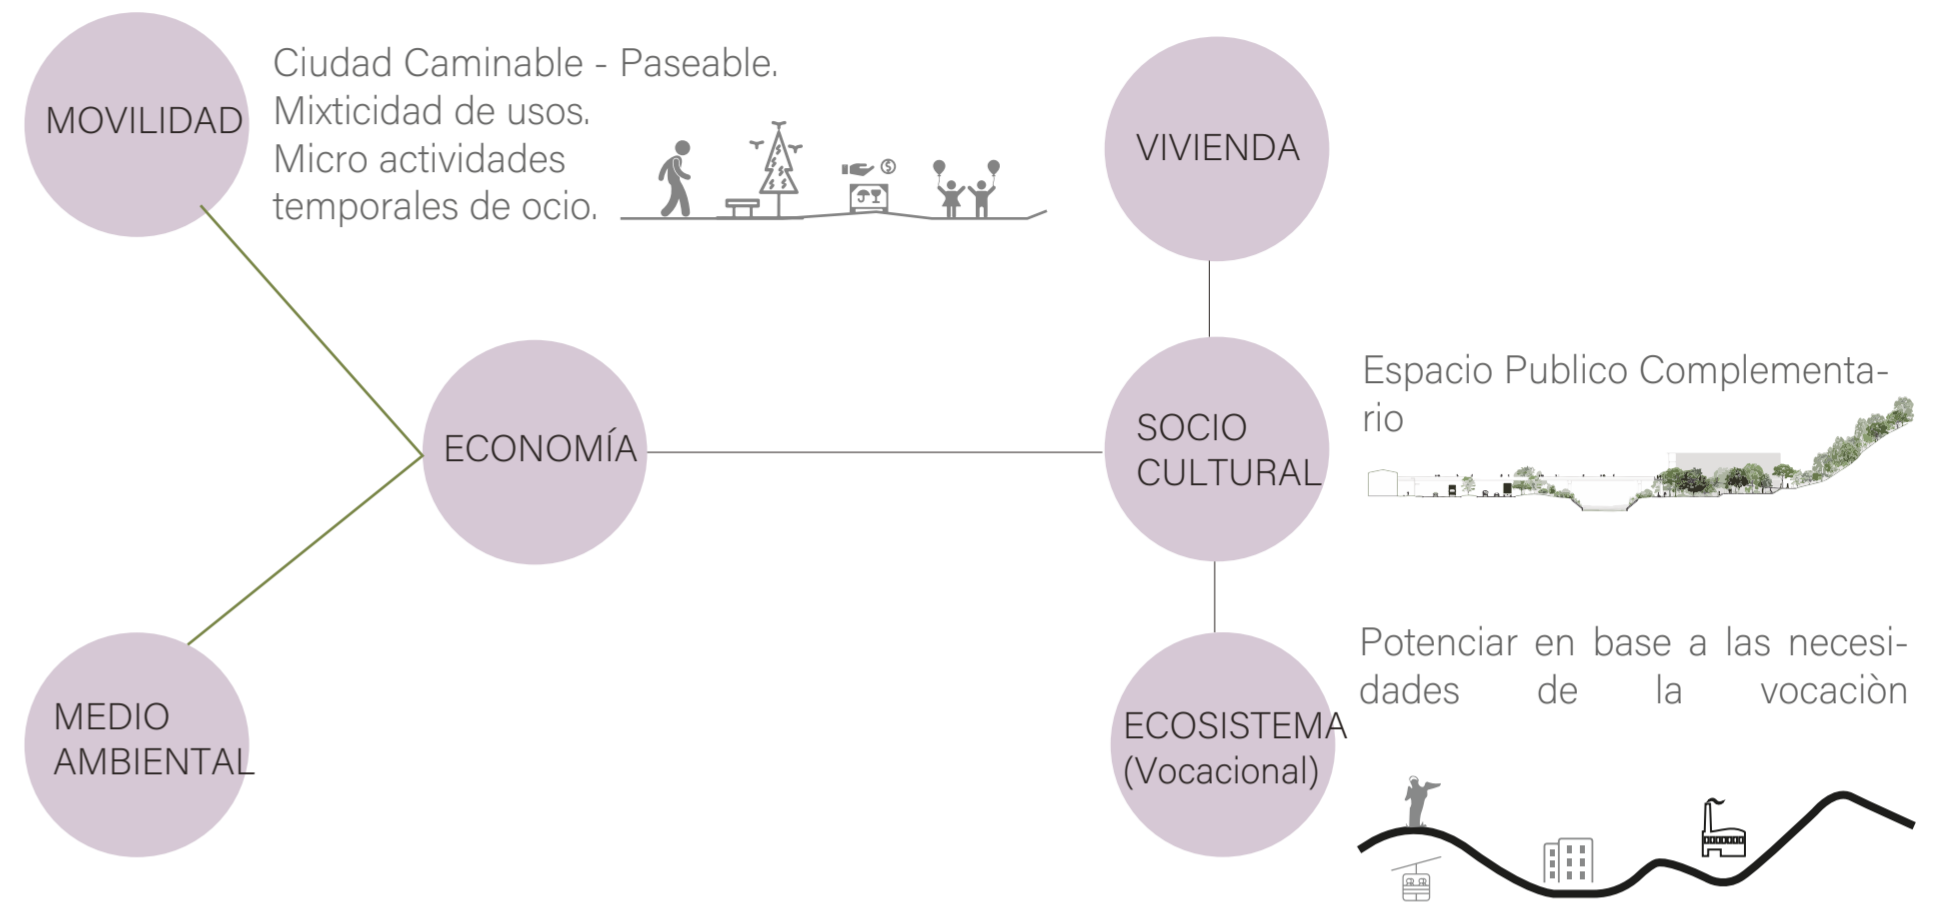 MOVILIDAD
Ciudad Caminable - Paseable.
Mixticidad de usos.
Micro actividades
temporales de ocio.
$
VIVIENDA
ECONOMÍA
SOCIO
CULTURAL
Espacio Publico Complementa-
rio
MEDIO
AMBIENTAL
ECOSISTEMA
(Vocacional)
Potenciar en base a las necesi-
dades de la vocaciòn